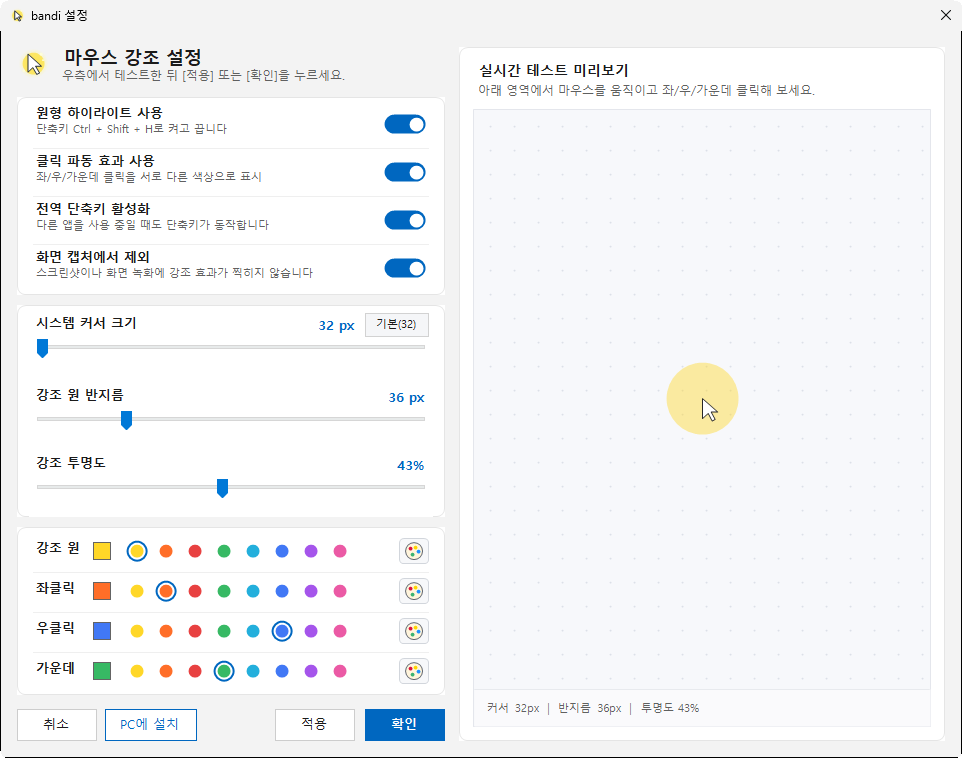 bandi 설정
마우스 강조 설정
우측에서 테스트한 뒤 [적용] 또는 [확인]을 누르세요.
원형 하이라이트 사용
단축키 Ctrl + Shift + H로 켜고 끕니다
클릭 파동 효과 사용
좌/우/가운데 클릭을 서로 다른 색상으로 표시
전역 단축키 활성화
다른 앱을 사용 중일 때도 단축키가 동작합니다
화면 캡처에서 제외
스크린샷이나 화면 녹화에 강조 효과가 찍히지 않습니다
시스템 커서 크기 32 px 기본(32)
강조 원 반지름 36 px
강조 투명도 43%
강조 원
좌클릭
우클릭
가운데
취소 PC에 설치 적용 확인
실시간 테스트 미리보기
아래 영역에서 마우스를 움직이고 좌/우/가운데 클릭해 보세요.
커서 32px | 반지름 36px | 투명도 43%